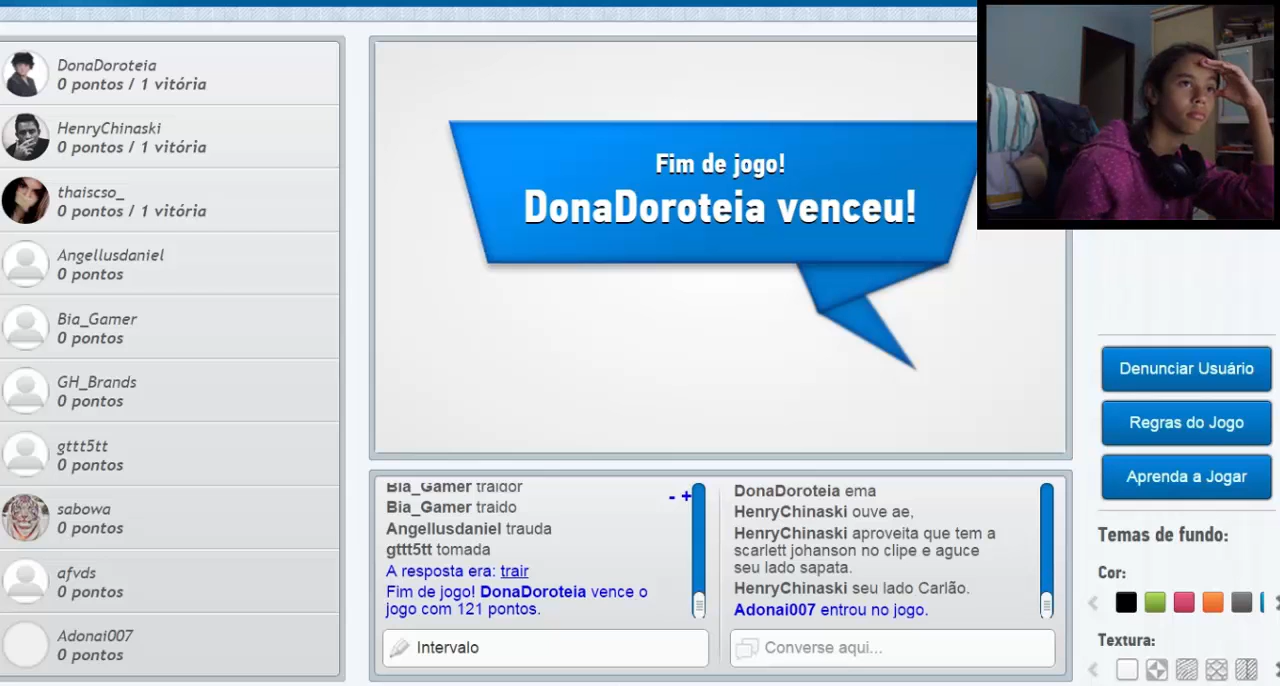 DonaDoroteia
0 pontos / 1 vitória
HenryChinaski
0 pontos / 1 vitória
thaiscso_
0 pontos / 1 vitória
Angellusdaniel
0 pontos
Bia_Gamer
0 pontos
GH_Brands
0 pontos
gttt5tt
0 pontos
sabowa
0 pontos
afvds
0 pontos
Adonai007
0 pontos
Fim de jogo!
DonaDoroteia venceu!
Bia_Gamer traidor
Bia_Gamer traido
Angellusdaniel trauda
gttt5tt tomada
A resposta era: trair
Fim de jogo! DonaDoroteia vence o
jogo com 121 pontos.
- +
Intervalo
DonaDoroteia ema
HenryChinaski ouve ae,
HenryChinaski aproveita que tem a
scarlett johanson no clipe e aguce
seu lado sapata.
HenryChinaski seu lado Carlão.
Adonai007 entrou no jogo.
Converse aqui...
Denunciar Usuário
Regras do Jogo
Aprenda a Jogar
Temas de fundo:
Cor:
Textura: